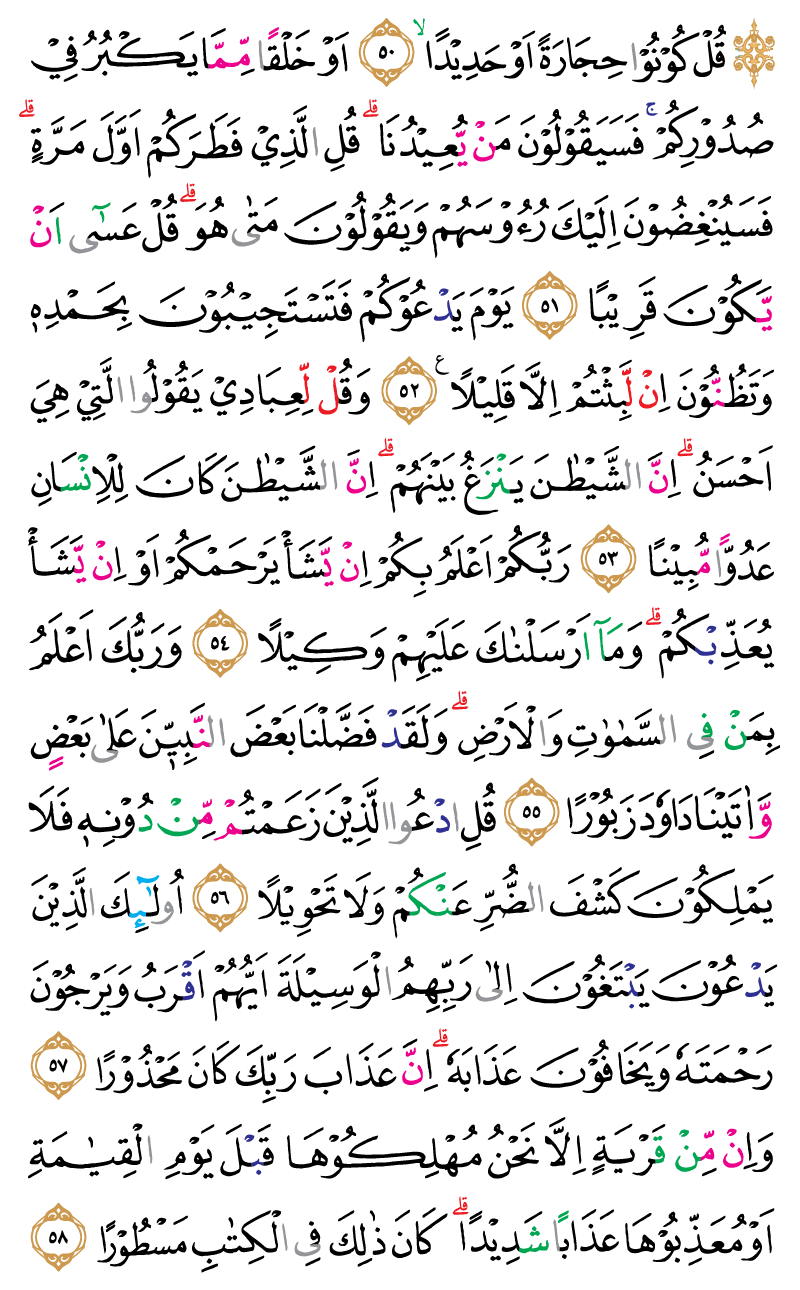 قُلْ كُوْنُوْا حِجَارَةً اَوْ حَدِيْدًا ۙ ٥٠ اَوْ خَلْقًا مِّمَّا يَكْبُرُ فِيْ
صُدُوْرِكُمْ ۚ فَسَيَقُوْلُوْنَ مَنْ يُّعِيْدُنَا ۗ قُلِ الَّذِيْ فَطَرَكُمْ اَوَّلَ مَرَّةٍ ۗ
فَسَيُنْغِضُوْنَ اِلَيْكَ رُءُوْسَهُمْ وَيَقُوْلُوْنَ مَتٰى هُوَ ۗ قُلْ عَسٰٓى اَنْ
يَّكُوْنَ قَرِيْبًا ٥١ يَوْمَ يَدْعُوْكُمْ فَتَسْتَجِيْبُوْنَ بِحَمْدِهٖ
وَتَظُنُّوْنَ اِنْ لَّبِثْتُمْ اِلَّا قَلِيْلًا ࣖ ٥٢ وَقُلْ لِّعِبَادِيْ يَقُوْلُوا الَّتِيْ هِيَ
اَحْسَنُ ۗ اِنَّ الشَّيْطٰنَ يَنْزَغُ بَيْنَهُمْ ۗ اِنَّ الشَّيْطٰنَ كَانَ لِلْاِنْسَانِ
عَدُوًّا مُّبِيْنًا ٥٣ رَبُّكُمْ اَعْلَمُ بِكُمْ اِنْ يَّشَأْ يَرْحَمْكُمْ اَوْ اِنْ يَّشَأْ
يُعَذِّبْكُمْ ۗ وَمَآ اَرْسَلْنٰكَ عَلَيْهِمْ وَكِيْلًا ٥٤ وَرَبُّكَ اَعْلَمُ
بِمَنْ فِى السَّمٰوٰتِ وَالْاَرْضِ ۗ وَلَقَدْ فَضَّلْنَا بَعْضَ النَّبِيّٖنَ عَلٰى بَعْضٍ
وَّاٰتَيْنَا دَاوٗدَ زَبُوْرًا ٥٥ قُلِ ادْعُوا الَّذِيْنَ زَعَمْتُمْ مِّنْ دُوْنِهٖ فَلَا
يَمْلِكُوْنَ كَشْفَ الضُّرِّ عَنْكُمْ وَلَا تَحْوِيْلًا ٥٦ اُولٰۤىِٕكَ الَّذِيْنَ
يَدْعُوْنَ يَبْتَغُوْنَ اِلٰى رَبِّهِمُ الْوَسِيْلَةَ اَيُّهُمْ اَقْرَبُ وَيَرْجُوْنَ
رَحْمَتَهٗ وَيَخَافُوْنَ عَذَابَهٗ ۗ اِنَّ عَذَابَ رَبِّكَ كَانَ مَحْذُوْرًا ٥٧
وَاِنْ مِّنْ قَرْيَةٍ اِلَّا نَحْنُ مُهْلِكُوْهَا قَبْلَ يَوْمِ الْقِيٰمَةِ
اَوْ مُعَذِّبُوْهَا عَذَابًا شَدِيْدًا ۗ كَانَ ذٰلِكَ فِى الْكِتٰبِ مَسْطُوْرًا ٥٨